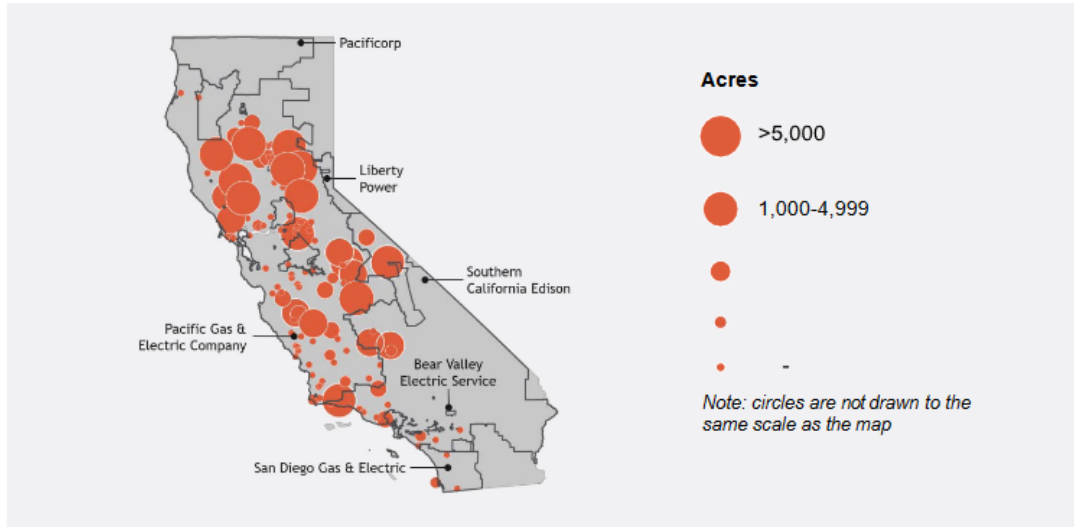 Pacificorp
Liberty
Power
Southern
California Edison
Pacific Gas &
Electric Company
Bear Valley
Electric Service
San Diego Gas & Electric
Acres
>5,000
1,000-4,999
-
Note: circles are not drawn to the
same scale as the map